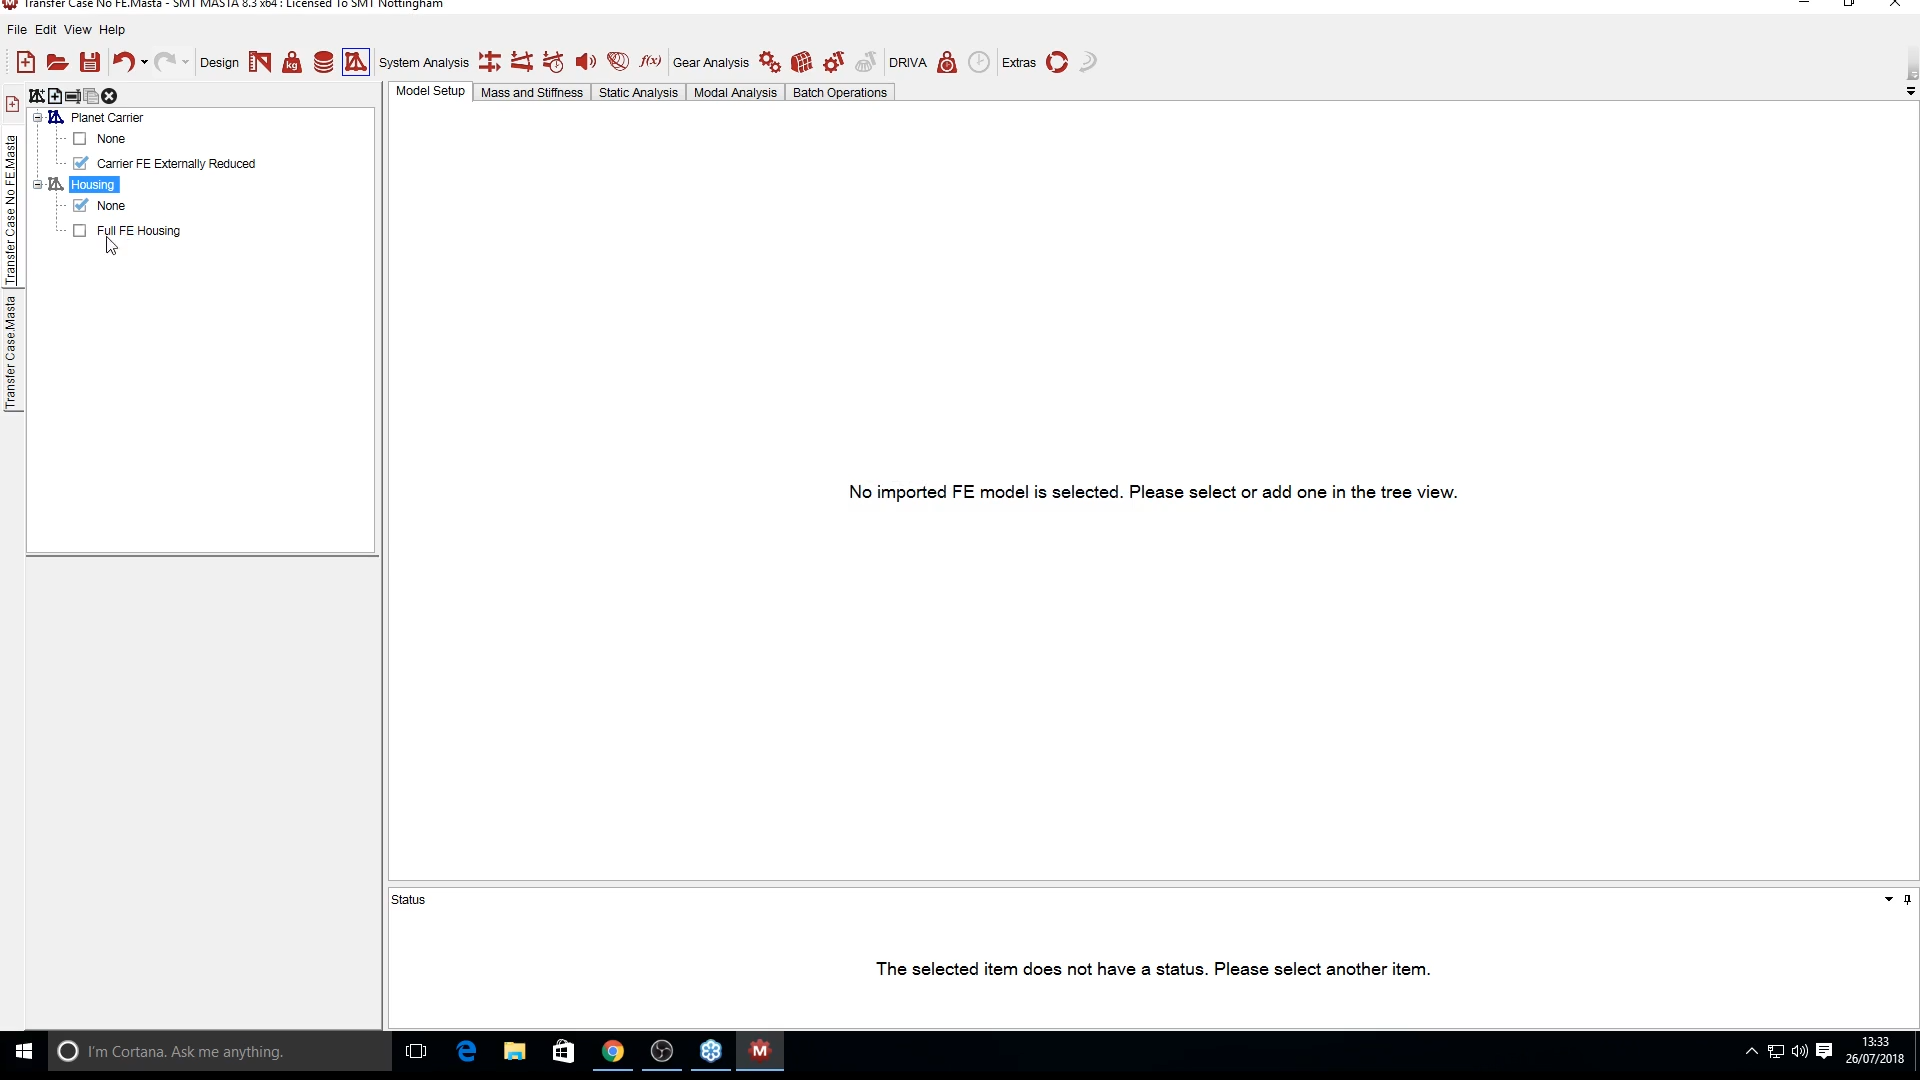 Transfer Case No FE.Masta - SMT MASTA 8.3 x64 : Licensed To SMT Nottingham
File Edit View Help
Design System Analysis f(x) Gear Analysis DRIVA Extras
kg
Model Setup Mass and Stiffness Static Analysis Modal Analysis Batch Operations
Planet Carrier
None
Carrier FE Externally Reduced
Housing
None
Full FE Housing
Transfer Case No FE.Masta
Transfer Case.Masta
No imported FE model is selected. Please select or add one in the tree view.
Status
The selected item does not have a status. Please select another item.
I'm Cortana. Ask me anything.
M
13:33
26/07/2018